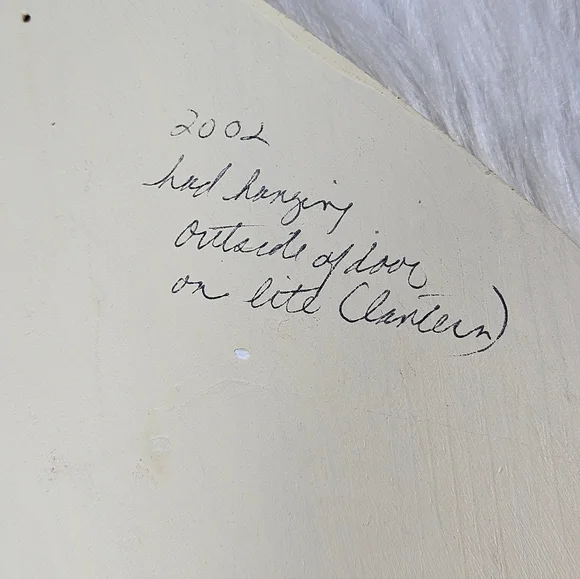 2002
had hanging
outside of door
on lite (lantern)